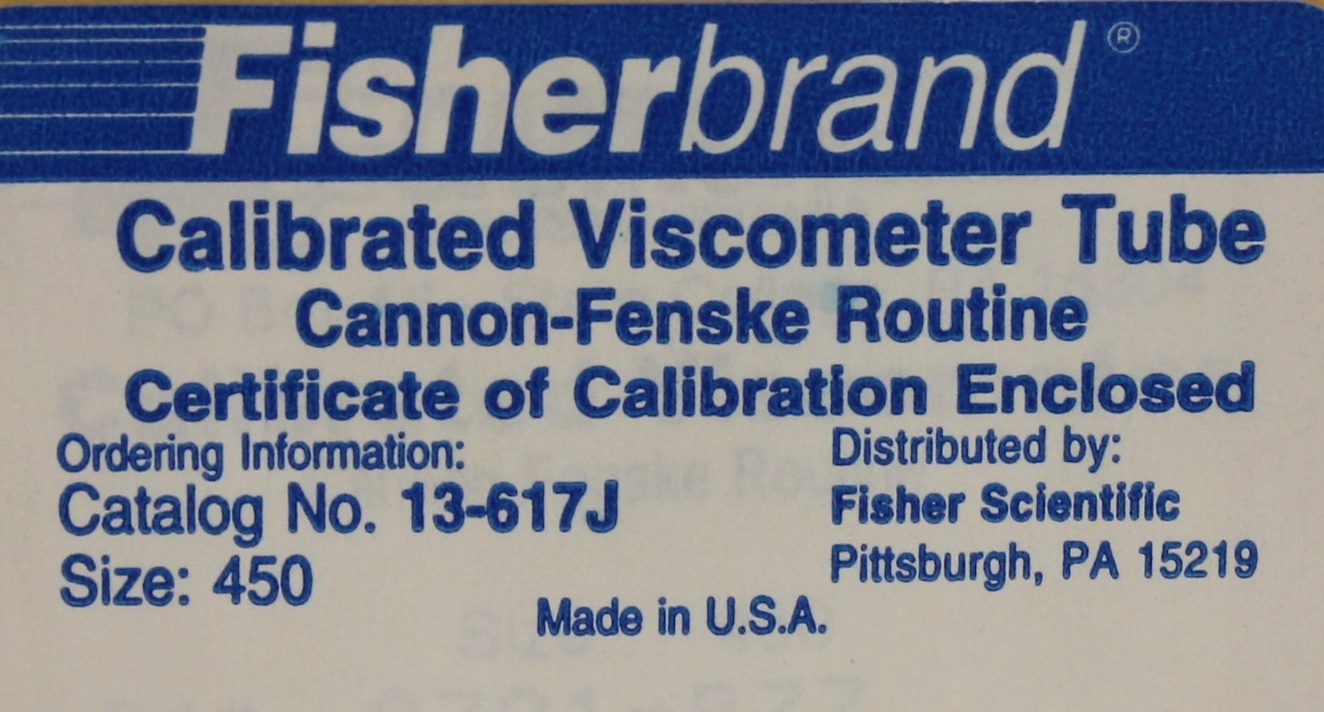 Fisherbrand®
Calibrated Viscometer Tube
Cannon-Fenske Routine
Certificate of Calibration Enclosed
Ordering Information:
Catalog No. 13-617J
Size: 450
Distributed by:
Fisher Scientific
Pittsburgh, PA 15219
Made in U.S.A.